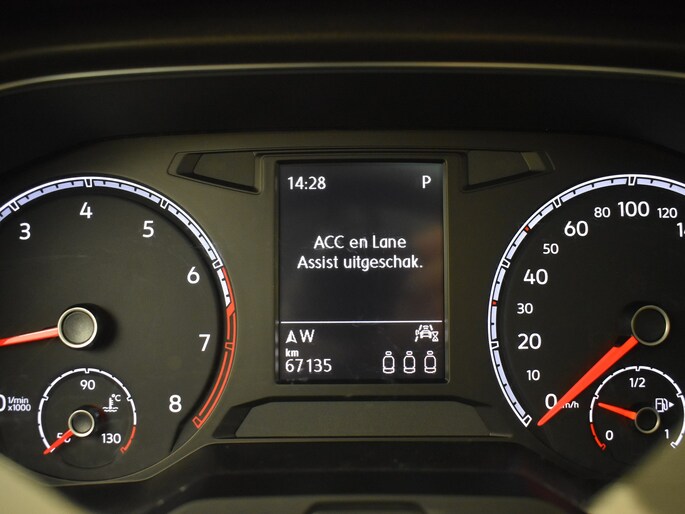 14:28 P
ACC en Lane
Assist uitgeschak.
W
km
67135
3 4 5 6 7 8
l/min
x1000
90
°C
130
0 10 20 30 40 50 60 80 100 120
km/h
1/2
0 1